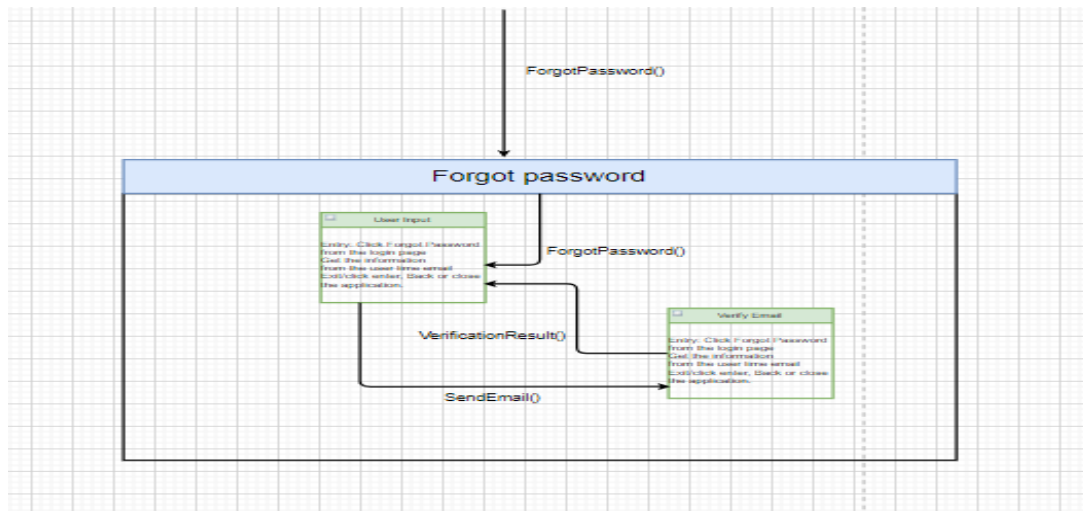 ForgotPassword()
Forgot password
User Input
Entry: Click Forgot Password
from the login page
Get the information
from the user lime email
Exit/click enter, Back or close
the application.
ForgotPassword()
VerificationResult()
Verify Email
Entry: Click Forgot Password
from the login page
Get the information
from the user lime email
Exit/click enter, Back or close
the application.
SendEmail()